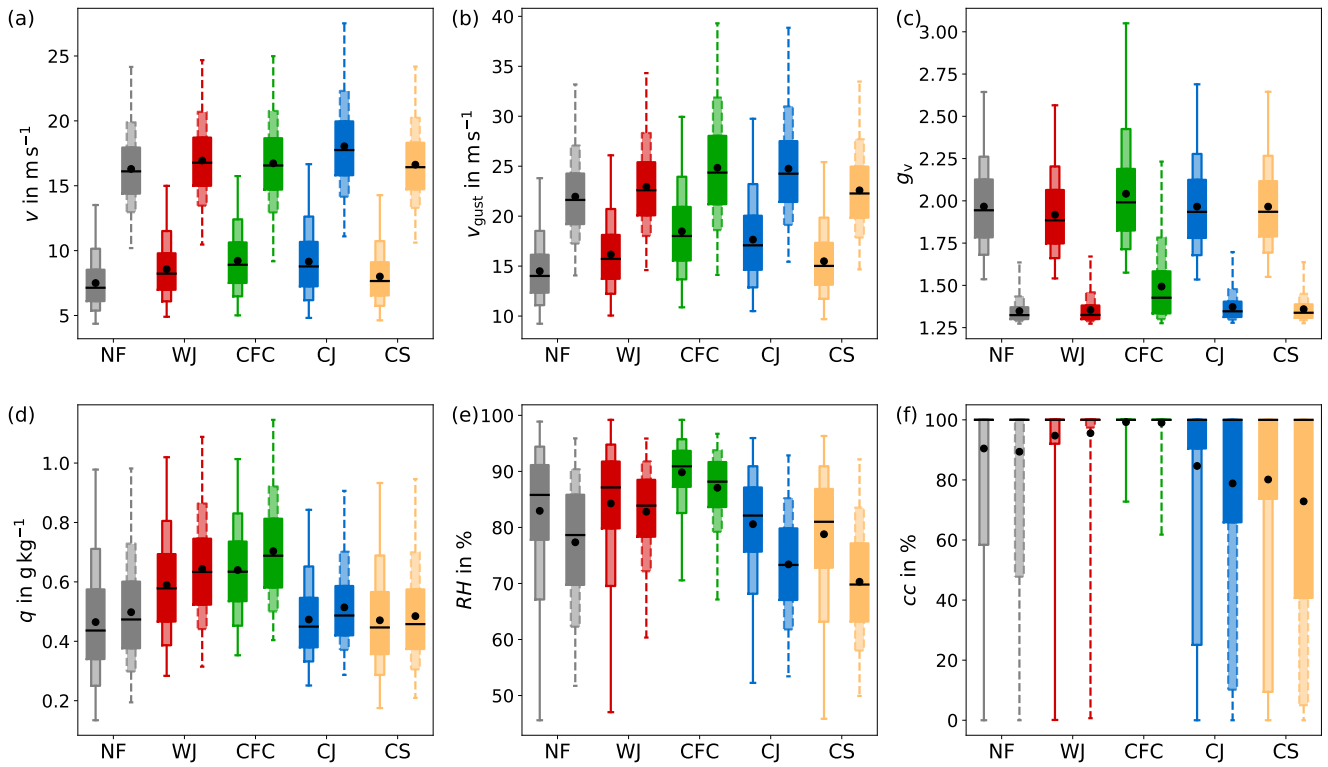 (a)
v in m s⁻¹
25
20
15
10
5
NF WJ CFC CJ CS
(b)
v_gust in m s⁻¹
40
35
30
25
20
15
10
NF WJ CFC CJ CS
(c)
g_v
3.00
2.75
2.50
2.25
2.00
1.75
1.50
1.25
NF WJ CFC CJ CS
(d)
q in g kg⁻¹
1.0
0.8
0.6
0.4
0.2
NF WJ CFC CJ CS
(e)
RH in %
100
90
80
70
60
50
NF WJ CFC CJ CS
(f)
cc in %
100
80
60
40
20
0
NF WJ CFC CJ CS